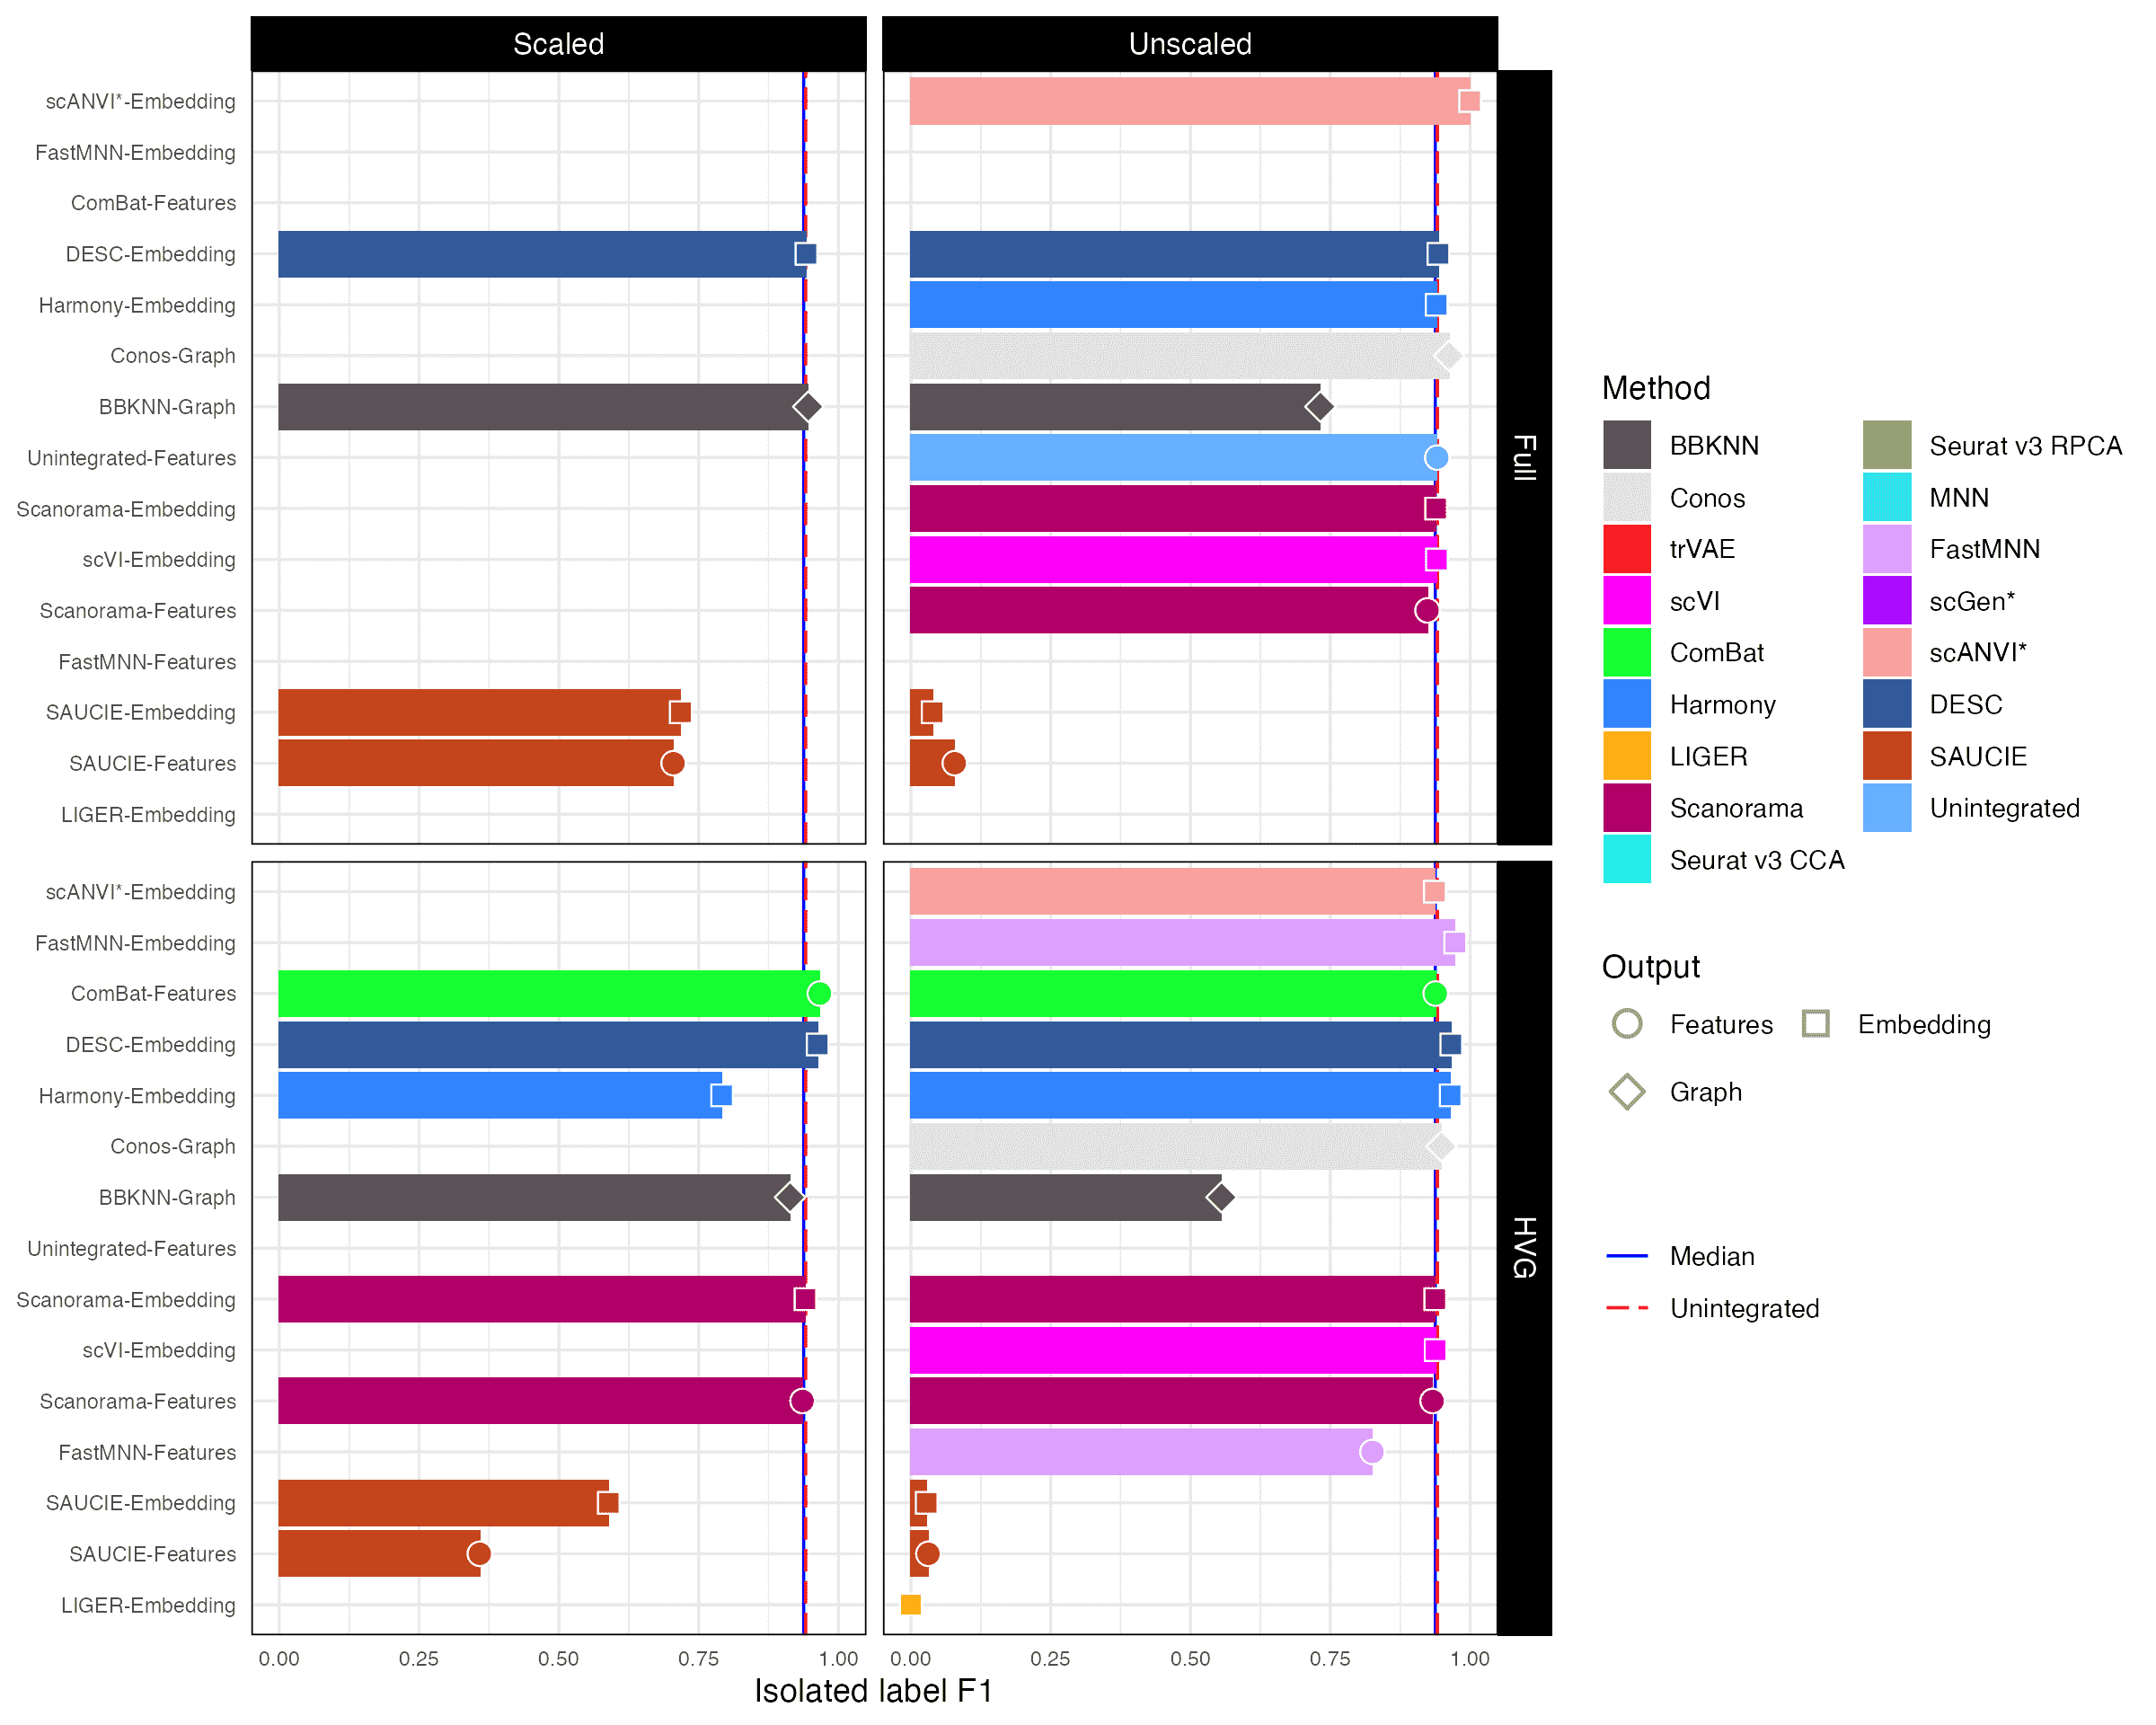 Scaled
Unscaled
scANVI*-Embedding
FastMNN-Embedding
ComBat-Features
DESC-Embedding
Harmony-Embedding
Conos-Graph
BBKNN-Graph
Unintegrated-Features
Scanorama-Embedding
scVI-Embedding
Scanorama-Features
FastMNN-Features
SAUCIE-Embedding
SAUCIE-Features
LIGER-Embedding
Full
scANVI*-Embedding
FastMNN-Embedding
ComBat-Features
DESC-Embedding
Harmony-Embedding
Conos-Graph
BBKNN-Graph
Unintegrated-Features
Scanorama-Embedding
scVI-Embedding
Scanorama-Features
FastMNN-Features
SAUCIE-Embedding
SAUCIE-Features
LIGER-Embedding
HVG
0.00 0.25 0.50 0.75 1.00
0.00 0.25 0.50 0.75 1.00
Isolated label F1
Method
BBKNN
Conos
trVAE
scVI
ComBat
Harmony
LIGER
Scanorama
Seurat v3 CCA
Seurat v3 RPCA
MNN
FastMNN
scGen*
scANVI*
DESC
SAUCIE
Unintegrated
Output
Features
Embedding
Graph
Median
Unintegrated